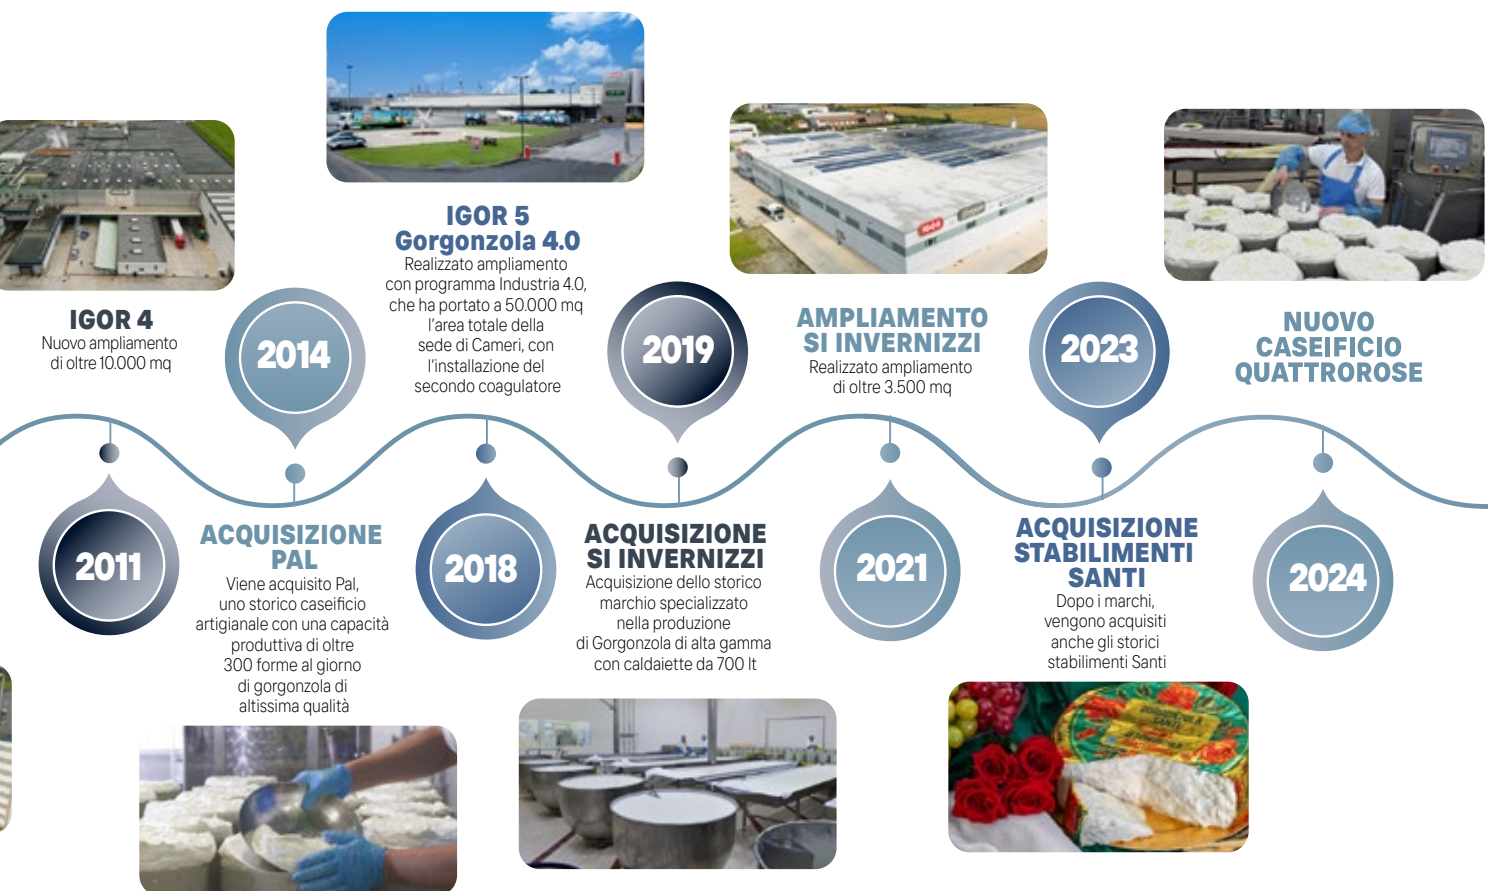 IGOR 4
Nuovo ampliamento
di oltre 10.000 mq
2011
2014
ACQUISIZIONE
PAL
Viene acquisito Pal,
uno storico caseificio
artigianale con una capacità
produttiva di oltre
300 forme al giorno
di gorgonzola di
altissima qualità
IGOR 5
Gorgonzola 4.0
Realizzato ampliamento
con programma Industria 4.0,
che ha portato a 50.000 mq
l’area totale della
sede di Cameri, con
l’installazione del
secondo coagulatore
2018
2019
ACQUISIZIONE
SI INVERNIZZI
Acquisizione dello storico
marchio specializzato
nella produzione
di Gorgonzola di alta gamma
con caldaiette da 700 lt
AMPLIAMENTO
SI INVERNIZZI
Realizzato ampliamento
di oltre 3.500 mq
2021
2023
ACQUISIZIONE
STABILIMENTI
SANTI
Dopo i marchi,
vengono acquisiti
anche gli storici
stabilimenti Santi
NUOVO
CASEIFICIO
QUATTROROSE
2024